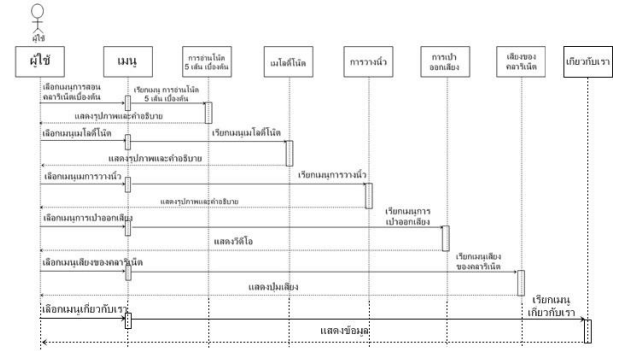 ผู้ใช้
ผู้ใช้
เมนู
การอ่านโน้ต
5 เส้น เบื้องต้น
เมโลดี้โน้ต
การวางนิ้ว
การเป่า
ออกเสียง
เสียงของ
คลาริเน็ต
เกี่ยวกับเรา
เลือกเมนูการสอน
คลาริเน็ตเบื้องต้น
เรียกเมนู การอ่านโน้ต
5 เส้น เบื้องต้น
แสดงรูปภาพและคำอธิบาย
เลือกเมนูเมโลดี้โน้ต
เรียกเมนูเมโลดี้โน้ต
แสดงรูปภาพและคำอธิบาย
เลือกเมนูเมการวางนิ้ว
เรียกเมนูการวางนิ้ว
แสดงรูปภาพและคำอธิบาย
เรียกเมนูการ
เป่าออกเสียง
เลือกเมนูการเป่าออกเสียง
แสดงวีดีโอ
เรียกเมนูเสียง
ของคลาริเน็ต
เลือกเมนูเสียงของคลาริเน็ต
แสดงปุ่มเสียง
เรียกเมนู
เกี่ยวกับเรา
เลือกเมนูเกี่ยวกับเรา
แสดงข้อมูล